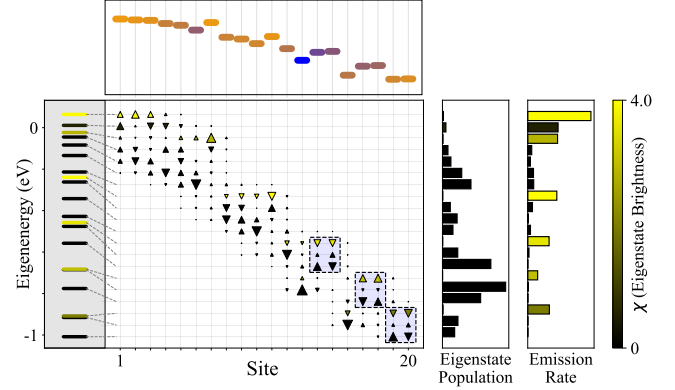 4.0
0
Eigenenergy (eV)
-1
1
20
Site
Eigenstate
Population
Emission
Rate
χ (Eigenstate Brightness)
0